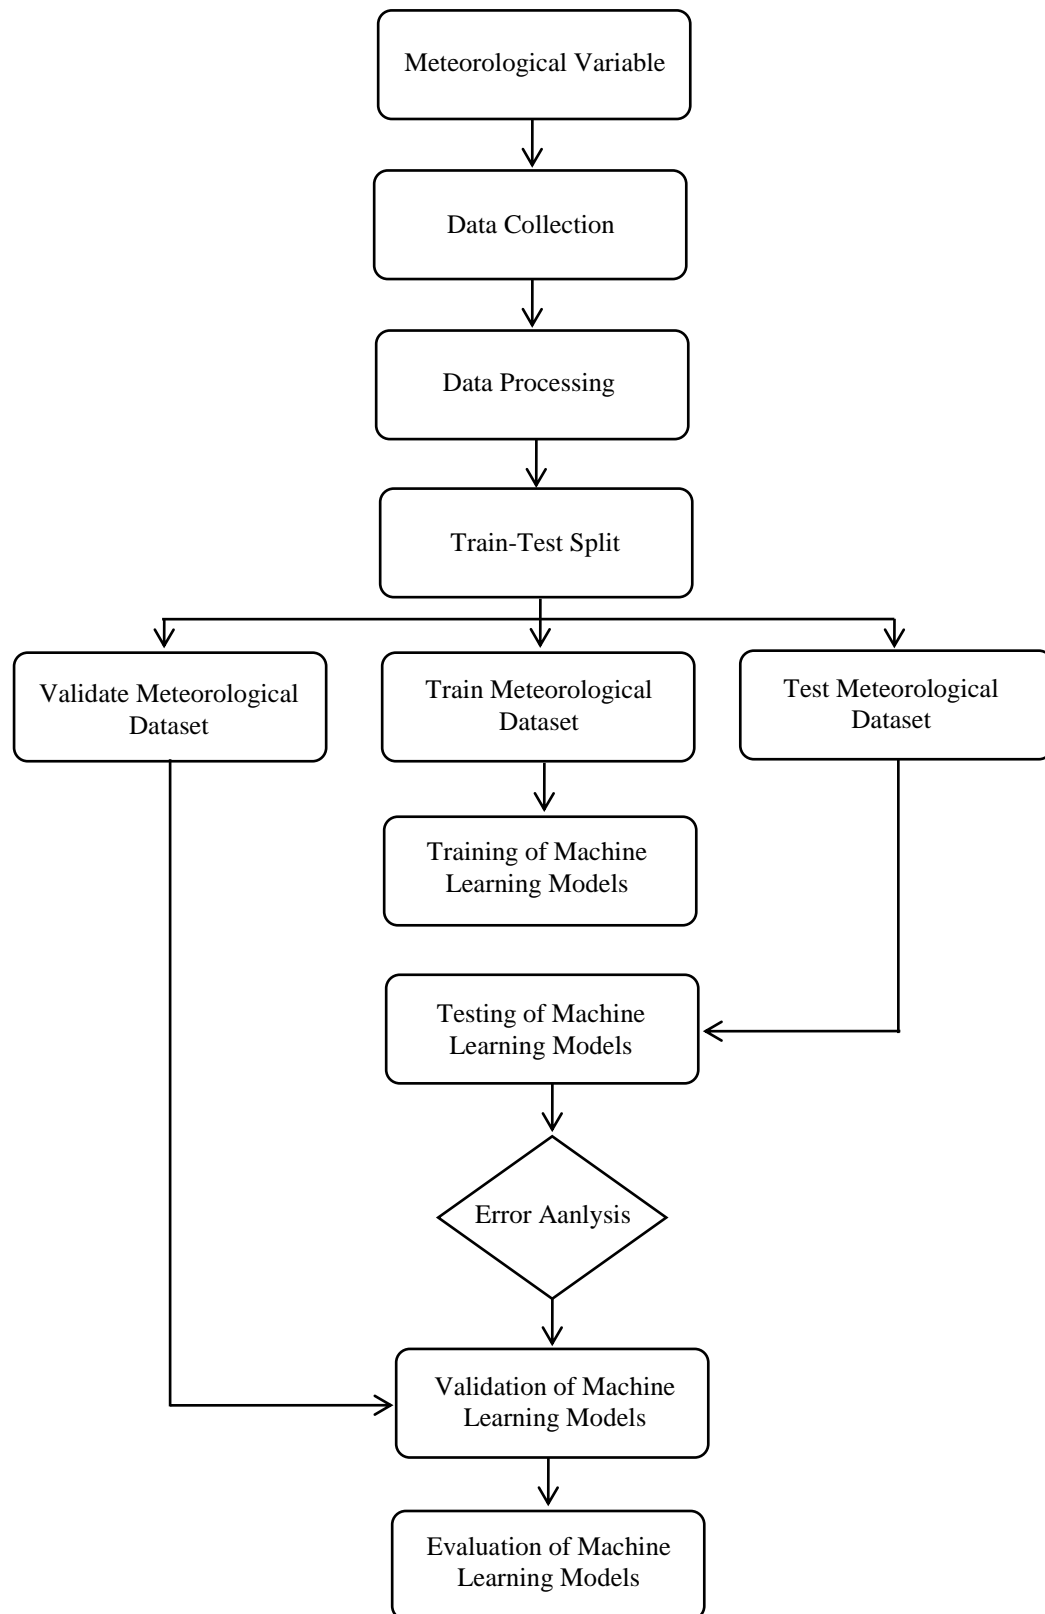 Meteorological Variable
Data Collection
Data Processing
Train-Test Split
Validate Meteorological
Dataset
Train Meteorological
Dataset
Test Meteorological
Dataset
Training of Machine
Learning Models
Testing of Machine
Learning Models
Error Aanlysis
Validation of Machine
Learning Models
Evaluation of Machine
Learning Models